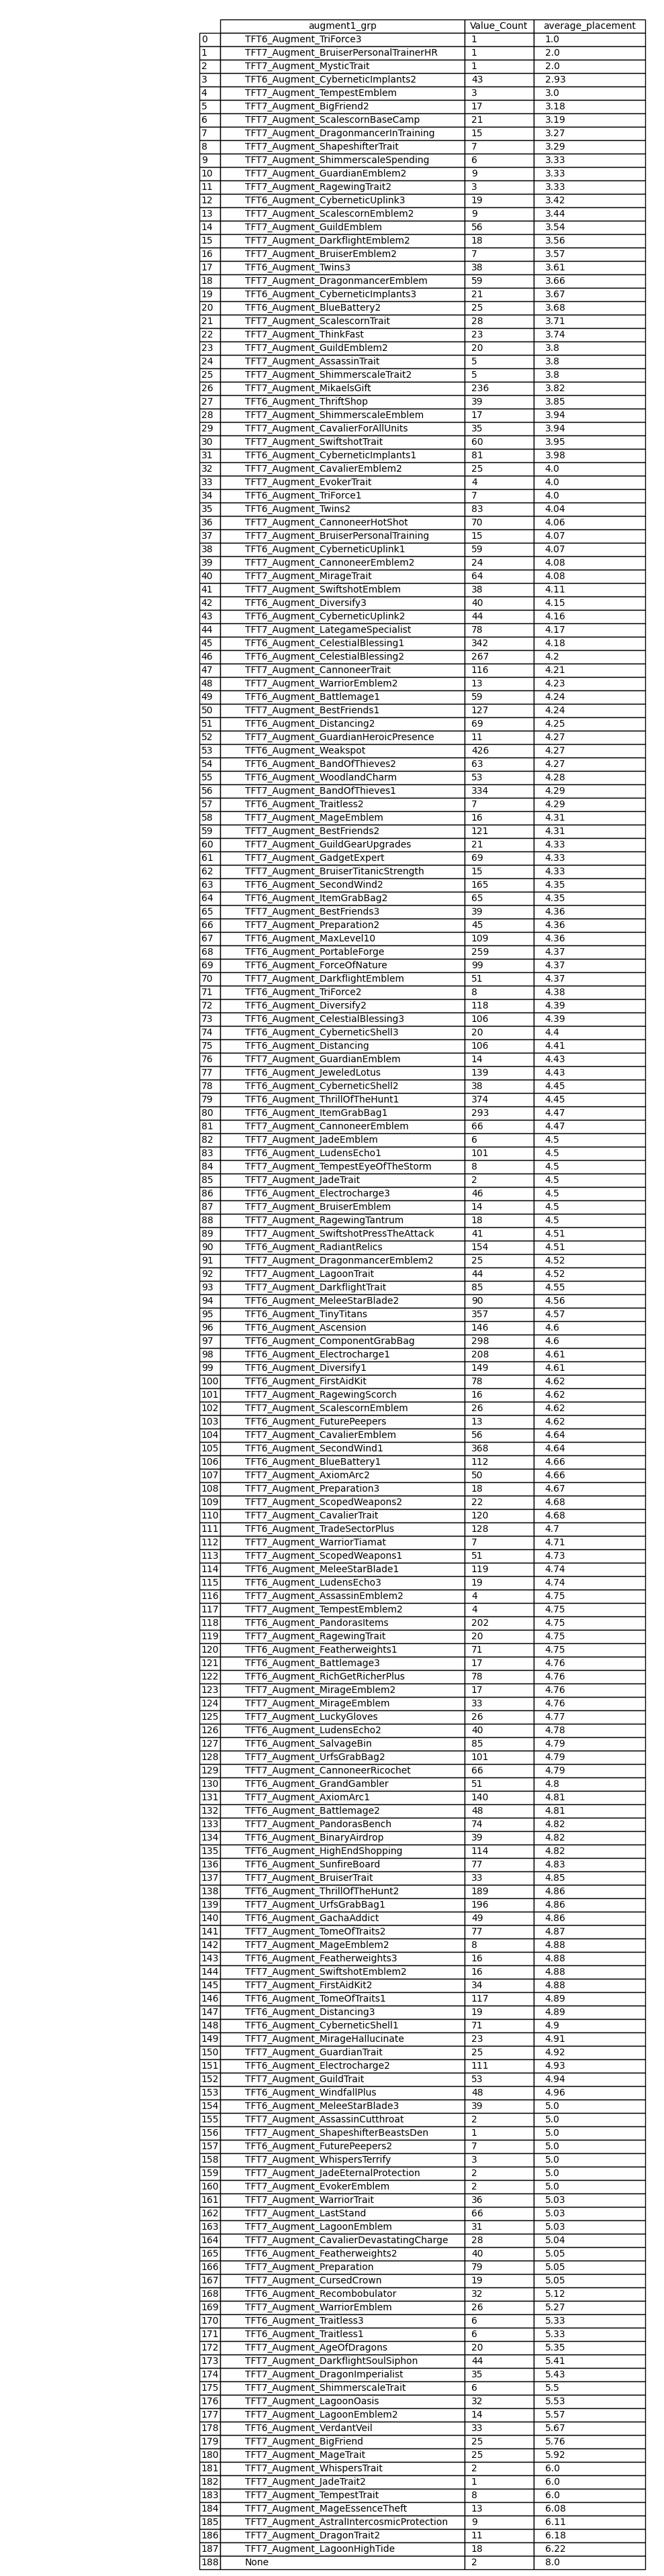 augment1_grp Value_Count average_placement
0 TFT6_Augment_TriForce3 1 1.0
1 TFT7_Augment_BruiserPersonalTrainerHR 1 2.0
2 TFT7_Augment_MysticTrait 1 2.0
3 TFT6_Augment_CyberneticImplants2 43 2.93
4 TFT7_Augment_TempestEmblem 3 3.0
5 TFT7_Augment_BigFriend2 17 3.18
6 TFT7_Augment_ScalescornBaseCamp 21 3.19
7 TFT7_Augment_DragonmancerInTraining 15 3.27
8 TFT7_Augment_ShapeshifterTrait 7 3.29
9 TFT7_Augment_ShimmerscaleSpending 6 3.33
10 TFT7_Augment_GuardianEmblem2 9 3.33
11 TFT7_Augment_RagewingTrait2 3 3.33
12 TFT6_Augment_CyberneticUplink3 19 3.42
13 TFT7_Augment_ScalescornEmblem2 9 3.44
14 TFT7_Augment_GuildEmblem 56 3.54
15 TFT7_Augment_DarkflightEmblem2 18 3.56
16 TFT7_Augment_BruiserEmblem2 7 3.57
17 TFT6_Augment_Twins3 38 3.61
18 TFT7_Augment_DragonmancerEmblem 59 3.66
19 TFT6_Augment_CyberneticImplants3 21 3.67
20 TFT6_Augment_BlueBattery2 25 3.68
21 TFT7_Augment_ScalescornTrait 28 3.71
22 TFT7_Augment_ThinkFast 23 3.74
23 TFT7_Augment_GuildEmblem2 20 3.8
24 TFT7_Augment_AssassinTrait 5 3.8
25 TFT7_Augment_ShimmerscaleTrait2 5 3.8
26 TFT7_Augment_MikaelsGift 236 3.82
27 TFT6_Augment_ThriftShop 39 3.85
28 TFT7_Augment_ShimmerscaleEmblem 17 3.94
29 TFT7_Augment_CavalierForAllUnits 35 3.94
30 TFT7_Augment_SwiftshotTrait 60 3.95
31 TFT6_Augment_CyberneticImplants1 81 3.98
32 TFT7_Augment_CavalierEmblem2 25 4.0
33 TFT7_Augment_EvokerTrait 4 4.0
34 TFT6_Augment_TriForce1 7 4.0
35 TFT6_Augment_Twins2 83 4.04
36 TFT7_Augment_CannoneerHotShot 70 4.06
37 TFT7_Augment_BruiserPersonalTraining 15 4.07
38 TFT6_Augment_CyberneticUplink1 59 4.07
39 TFT7_Augment_CannoneerEmblem2 24 4.08
40 TFT7_Augment_MirageTrait 64 4.08
41 TFT7_Augment_SwiftshotEmblem 38 4.11
42 TFT6_Augment_Diversify3 40 4.15
43 TFT6_Augment_CyberneticUplink2 44 4.16
44 TFT7_Augment_LategameSpecialist 78 4.17
45 TFT6_Augment_CelestialBlessing1 342 4.18
46 TFT6_Augment_CelestialBlessing2 267 4.2
47 TFT7_Augment_CannoneerTrait 116 4.21
48 TFT7_Augment_WarriorEmblem2 13 4.23
49 TFT6_Augment_Battlemage1 59 4.24
50 TFT7_Augment_BestFriends1 127 4.24
51 TFT6_Augment_Distancing2 69 4.25
52 TFT7_Augment_GuardianHeroicPresence 11 4.27
53 TFT6_Augment_Weakspot 426 4.27
54 TFT7_Augment_BandOfThieves2 63 4.27
55 TFT6_Augment_WoodlandCharm 53 4.28
56 TFT7_Augment_BandOfThieves1 334 4.29
57 TFT6_Augment_Traitless2 7 4.29
58 TFT7_Augment_MageEmblem 16 4.31
59 TFT7_Augment_BestFriends2 121 4.31
60 TFT7_Augment_GuildGearUpgrades 21 4.33
61 TFT7_Augment_GadgetExpert 69 4.33
62 TFT7_Augment_BruiserTitanicStrength 15 4.33
63 TFT6_Augment_SecondWind2 165 4.35
64 TFT6_Augment_ItemGrabBag2 65 4.35
65 TFT7_Augment_BestFriends3 39 4.36
66 TFT7_Augment_Preparation2 45 4.36
67 TFT6_Augment_MaxLevel10 109 4.36
68 TFT6_Augment_PortableForge 259 4.37
69 TFT6_Augment_ForceOfNature 99 4.37
70 TFT7_Augment_DarkflightEmblem 51 4.37
71 TFT6_Augment_TriForce2 8 4.38
72 TFT6_Augment_Diversify2 118 4.39
73 TFT6_Augment_CelestialBlessing3 106 4.39
74 TFT6_Augment_CyberneticShell3 20 4.4
75 TFT6_Augment_Distancing 106 4.41
76 TFT7_Augment_GuardianEmblem 14 4.43
77 TFT6_Augment_JeweledLotus 139 4.43
78 TFT6_Augment_CyberneticShell2 38 4.45
79 TFT6_Augment_ThrillOfTheHunt1 374 4.45
80 TFT6_Augment_ItemGrabBag1 293 4.47
81 TFT7_Augment_CannoneerEmblem 66 4.47
82 TFT7_Augment_JadeEmblem 6 4.5
83 TFT6_Augment_LudensEcho1 101 4.5
84 TFT7_Augment_TempestEyeOfTheStorm 8 4.5
85 TFT7_Augment_JadeTrait 2 4.5
86 TFT6_Augment_Electrocharge3 46 4.5
87 TFT7_Augment_BruiserEmblem 14 4.5
88 TFT7_Augment_RagewingTantrum 18 4.5
89 TFT7_Augment_SwiftshotPressTheAttack 41 4.51
90 TFT6_Augment_RadiantRelics 154 4.51
91 TFT7_Augment_DragonmancerEmblem2 25 4.52
92 TFT7_Augment_LagoonTrait 44 4.52
93 TFT7_Augment_DarkflightTrait 85 4.55
94 TFT6_Augment_MeleeStarBlade2 90 4.56
95 TFT6_Augment_TinyTitans 357 4.57
96 TFT6_Augment_Ascension 146 4.6
97 TFT6_Augment_ComponentGrabBag 298 4.6
98 TFT6_Augment_Electrocharge1 208 4.61
99 TFT6_Augment_Diversify1 149 4.61
100 TFT6_Augment_FirstAidKit 78 4.62
101 TFT7_Augment_RagewingScorch 16 4.62
102 TFT7_Augment_ScalescornEmblem 26 4.62
103 TFT6_Augment_FuturePeepers 13 4.62
104 TFT7_Augment_CavalierEmblem 56 4.64
105 TFT6_Augment_SecondWind1 368 4.64
106 TFT6_Augment_BlueBattery1 112 4.66
107 TFT7_Augment_AxiomArc2 50 4.66
108 TFT7_Augment_Preparation3 18 4.67
109 TFT7_Augment_ScopedWeapons2 22 4.68
110 TFT7_Augment_CavalierTrait 120 4.68
111 TFT6_Augment_TradeSectorPlus 128 4.7
112 TFT7_Augment_WarriorTiamat 7 4.71
113 TFT7_Augment_ScopedWeapons1 51 4.73
114 TFT6_Augment_MeleeStarBlade1 119 4.74
115 TFT6_Augment_LudensEcho3 19 4.74
116 TFT7_Augment_AssassinEmblem2 4 4.75
117 TFT7_Augment_TempestEmblem2 4 4.75
118 TFT6_Augment_PandorasItems 202 4.75
119 TFT7_Augment_RagewingTrait 20 4.75
120 TFT6_Augment_Featherweights1 71 4.75
121 TFT6_Augment_Battlemage3 17 4.76
122 TFT6_Augment_RichGetRicherPlus 78 4.76
123 TFT7_Augment_MirageEmblem2 17 4.76
124 TFT7_Augment_MirageEmblem 33 4.76
125 TFT7_Augment_LuckyGloves 26 4.77
126 TFT6_Augment_LudensEcho2 40 4.78
127 TFT6_Augment_SalvageBin 85 4.79
128 TFT7_Augment_UrfsGrabBag2 101 4.79
129 TFT7_Augment_CannoneerRicochet 66 4.79
130 TFT6_Augment_GrandGambler 51 4.8
131 TFT7_Augment_AxiomArc1 140 4.81
132 TFT6_Augment_Battlemage2 48 4.81
133 TFT7_Augment_PandorasBench 74 4.82
134 TFT6_Augment_BinaryAirdrop 39 4.82
135 TFT6_Augment_HighEndShopping 114 4.82
136 TFT6_Augment_SunfireBoard 77 4.83
137 TFT7_Augment_BruiserTrait 33 4.85
138 TFT6_Augment_ThrillOfTheHunt2 189 4.86
139 TFT7_Augment_UrfsGrabBag1 196 4.86
140 TFT6_Augment_GachaAddict 49 4.86
141 TFT7_Augment_TomeOfTraits2 77 4.87
142 TFT7_Augment_MageEmblem2 8 4.88
143 TFT6_Augment_Featherweights3 16 4.88
144 TFT7_Augment_SwiftshotEmblem2 16 4.88
145 TFT7_Augment_FirstAidKit2 34 4.88
146 TFT6_Augment_TomeOfTraits1 117 4.89
147 TFT6_Augment_Distancing3 19 4.89
148 TFT6_Augment_CyberneticShell1 71 4.9
149 TFT7_Augment_MirageHallucinate 23 4.91
150 TFT7_Augment_GuardianTrait 25 4.92
151 TFT6_Augment_Electrocharge2 111 4.93
152 TFT7_Augment_GuildTrait 53 4.94
153 TFT6_Augment_WindfallPlus 48 4.96
154 TFT6_Augment_MeleeStarBlade3 39 5.0
155 TFT7_Augment_AssassinCutthroat 2 5.0
156 TFT7_Augment_ShapeshifterBeastsDen 1 5.0
157 TFT6_Augment_FuturePeepers2 7 5.0
158 TFT7_Augment_WhispersTerrify 3 5.0
159 TFT7_Augment_JadeEternalProtection 2 5.0
160 TFT7_Augment_EvokerEmblem 2 5.0
161 TFT7_Augment_WarriorTrait 36 5.03
162 TFT7_Augment_LastStand 66 5.03
163 TFT7_Augment_LagoonEmblem 31 5.03
164 TFT7_Augment_CavalierDevastatingCharge 28 5.04
165 TFT6_Augment_Featherweights2 40 5.05
166 TFT7_Augment_Preparation 79 5.05
167 TFT7_Augment_CursedCrown 19 5.05
168 TFT6_Augment_Recombobulator 32 5.12
169 TFT7_Augment_WarriorEmblem 26 5.27
170 TFT6_Augment_Traitless3 6 5.33
171 TFT6_Augment_Traitless1 6 5.33
172 TFT7_Augment_AgeOfDragons 20 5.35
173 TFT7_Augment_DarkflightSoulSiphon 44 5.41
174 TFT7_Augment_DragonImperialist 35 5.43
175 TFT7_Augment_ShimmerscaleTrait 6 5.5
176 TFT7_Augment_LagoonOasis 32 5.53
177 TFT7_Augment_LagoonEmblem2 14 5.57
178 TFT6_Augment_VerdantVeil 33 5.67
179 TFT7_Augment_BigFriend 25 5.76
180 TFT7_Augment_MageTrait 25 5.92
181 TFT7_Augment_WhispersTrait 2 6.0
182 TFT7_Augment_JadeTrait2 1 6.0
183 TFT7_Augment_TempestTrait 8 6.0
184 TFT7_Augment_MageEssenceTheft 13 6.08
185 TFT7_Augment_AstralIntercosmicProtection 9 6.11
186 TFT7_Augment_DragonTrait2 11 6.18
187 TFT7_Augment_LagoonHighTide 18 6.22
188 None 2 8.0